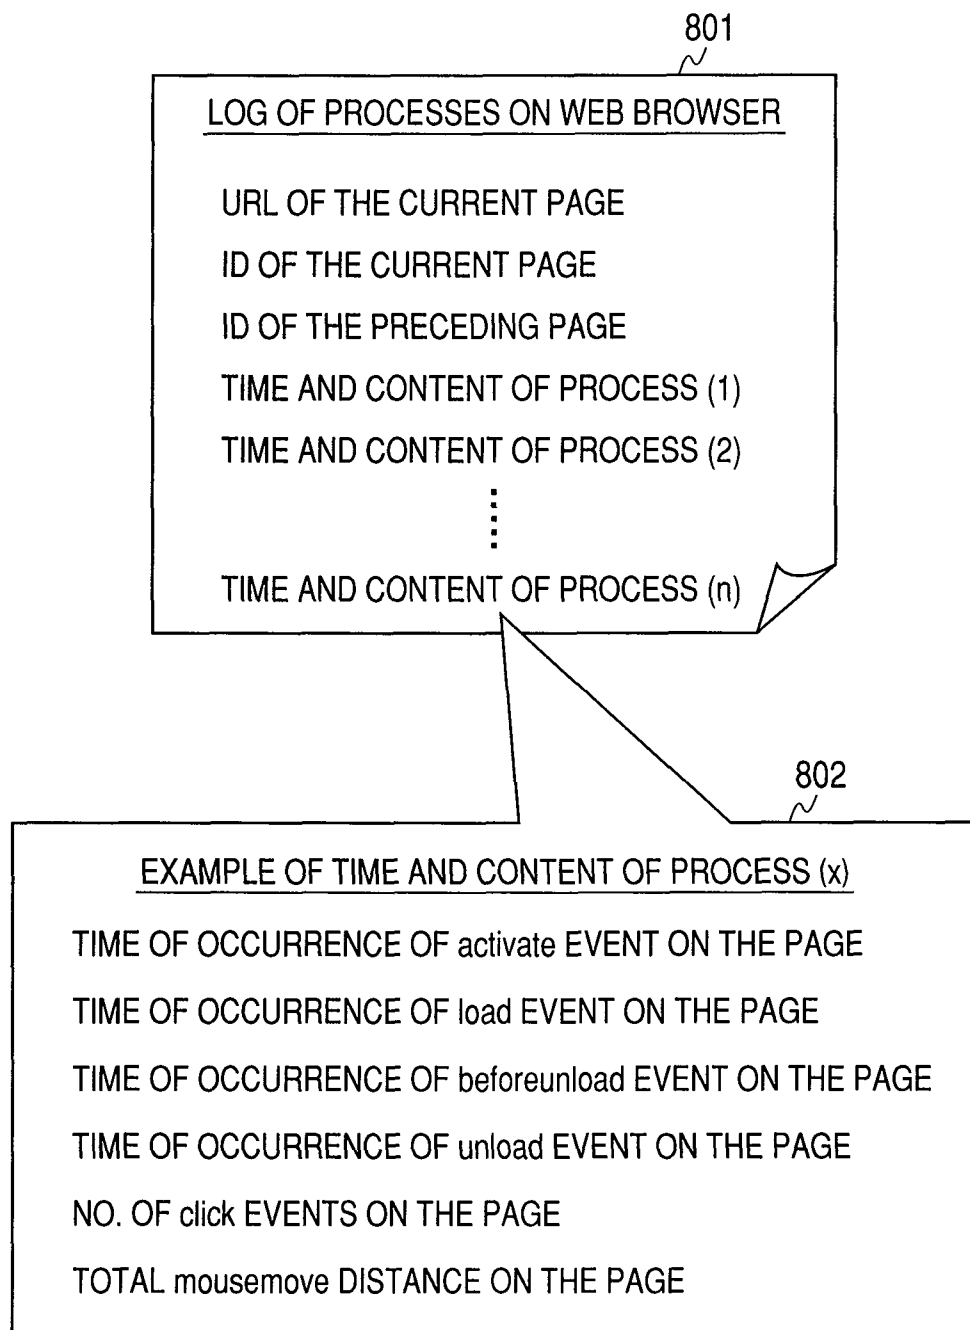 801
LOG OF PROCESSES ON WEB BROWSER
URL OF THE CURRENT PAGE
ID OF THE CURRENT PAGE
ID OF THE PRECEDING PAGE
TIME AND CONTENT OF PROCESS (1)
TIME AND CONTENT OF PROCESS (2)
TIME AND CONTENT OF PROCESS (n)
802
EXAMPLE OF TIME AND CONTENT OF PROCESS (x)
TIME OF OCCURRENCE OF activate EVENT ON THE PAGE
TIME OF OCCURRENCE OF load EVENT ON THE PAGE
TIME OF OCCURRENCE OF beforeunload EVENT ON THE PAGE
TIME OF OCCURRENCE OF unload EVENT ON THE PAGE
NO. OF click EVENTS ON THE PAGE
TOTAL mousemove DISTANCE ON THE PAGE